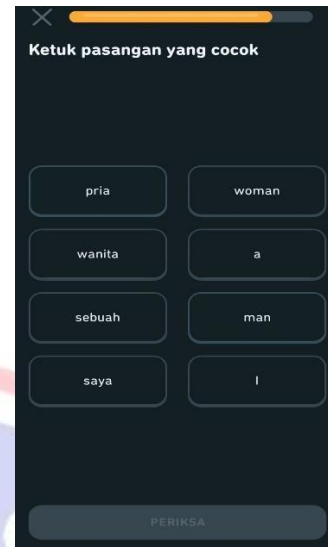 Ketuk pasangan yang cocok
pria woman
wanita a
sebuah man
saya I
PERIKSA